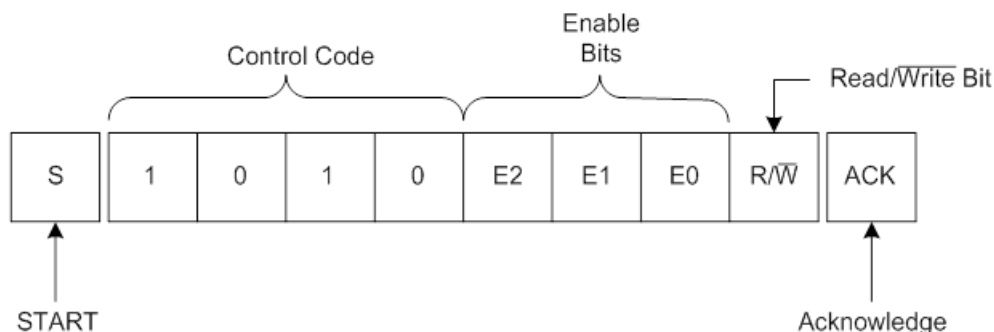 Enable
Bits
Control Code
Read/Write Bit
S 1 0 1 0 E2 E1 E0 R/W ACK
START
Acknowledge